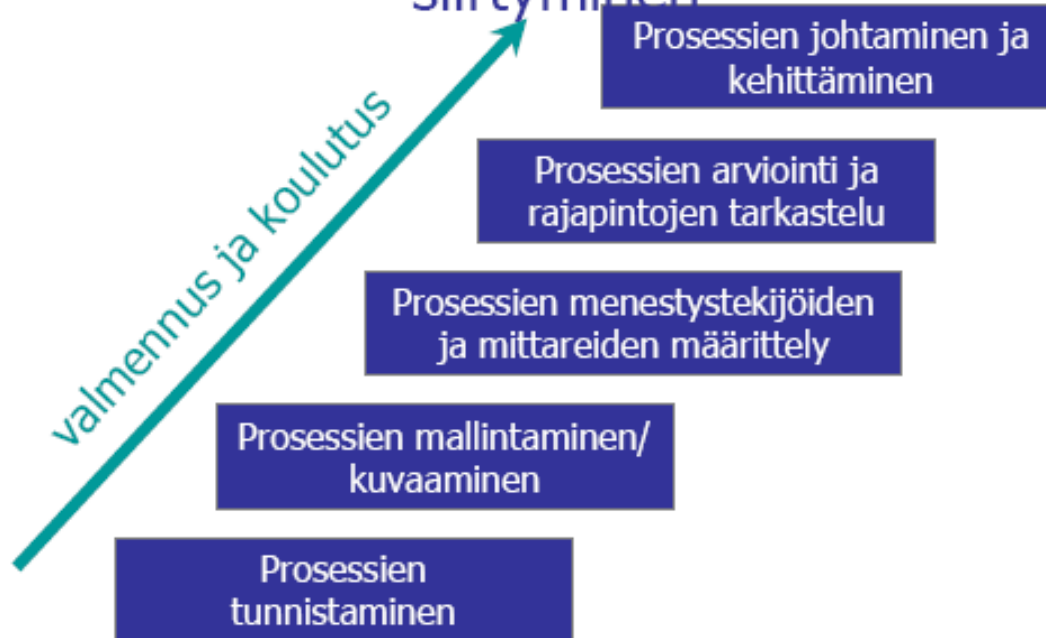 Siirtyminen
Prosessien johtaminen ja
kehittäminen
Prosessien arviointi ja
rajapintojen tarkastelu
valmennus ja koulutus
Prosessien menestystekijöiden
ja mittareiden määrittely
Prosessien mallintaminen/
kuvaaminen
Prosessien
tunnistaminen